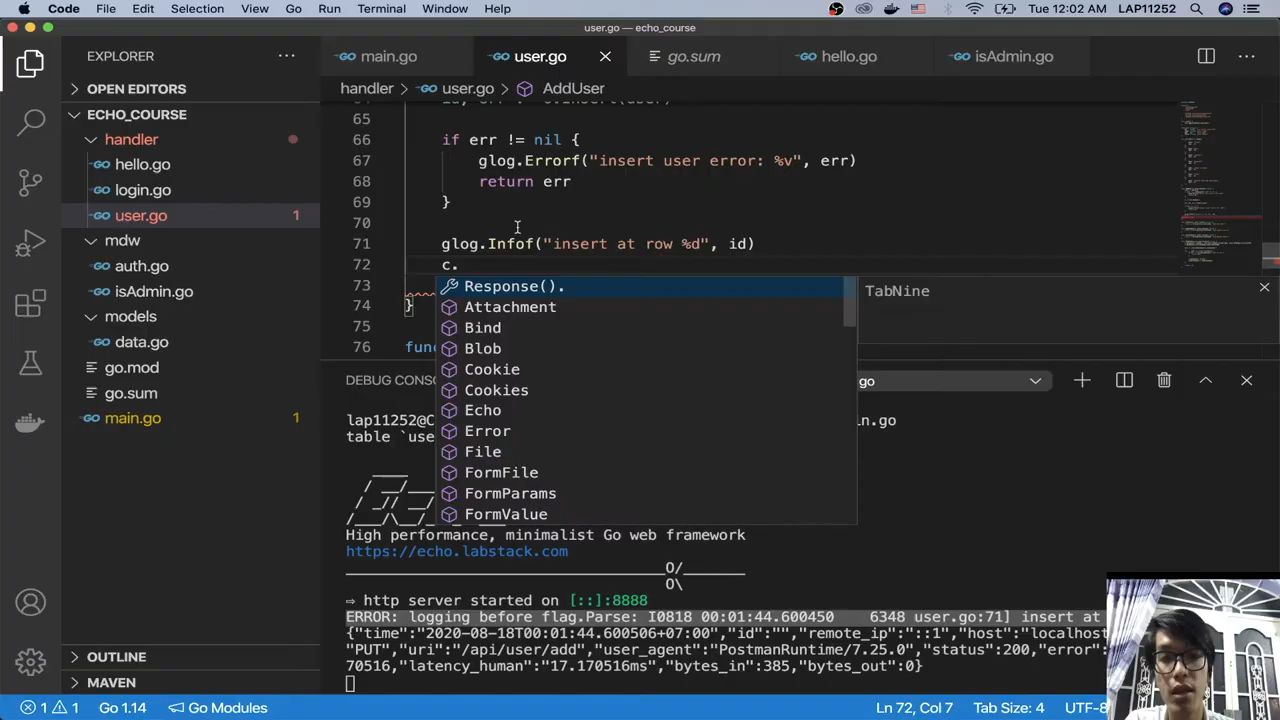 Code File Edit Selection View Go Run Terminal Window Help Tue 12:02 AM LAP11252
user.go — echo_course
EXPLORER
main.go user.go go.sum hello.go isAdmin.go
OPEN EDITORS
handler user.go AddUser
ECHO_COURSE
handler
hello.go
login.go
user.go 1
mdw
auth.go
isAdmin.go
models
data.go
go.mod
go.sum
main.go 1
OUTLINE
MAVEN
65
66 if err != nil {
67 glog.Errorf("insert user error: %v", err)
68 return err
69 }
70
71 glog.Infof("insert at row %d", id)
72 c.
73
74 }
75
76 func
Response().
Attachment
Bind
Blob
Cookie
Cookies
Echo
Error
File
FormFile
FormParams
FormValue
TabNine
DEBUG CONS go
lap11252@C in.go
table `use
High performance, minimalist Go web framework
https://echo.labstack.com
⇨ http server started on [::]:8888
ERROR: logging before flag.Parse: I0818 00:01:44.600450 6348 user.go:71] insert at
{"time":"2020-08-18T00:01:44.600506+07:00","id":"","remote_ip":"::1","host":"localhost
"PUT","uri":"/api/user/add","user_agent":"PostmanRuntime/7.25.0","status":200,"error":
70516,"latency_human":"17.170516ms","bytes_in":385,"bytes_out":0}
1 1 Go 1.14 Go Modules Ln 72, Col 7 Tab Size: 4 UTF-8